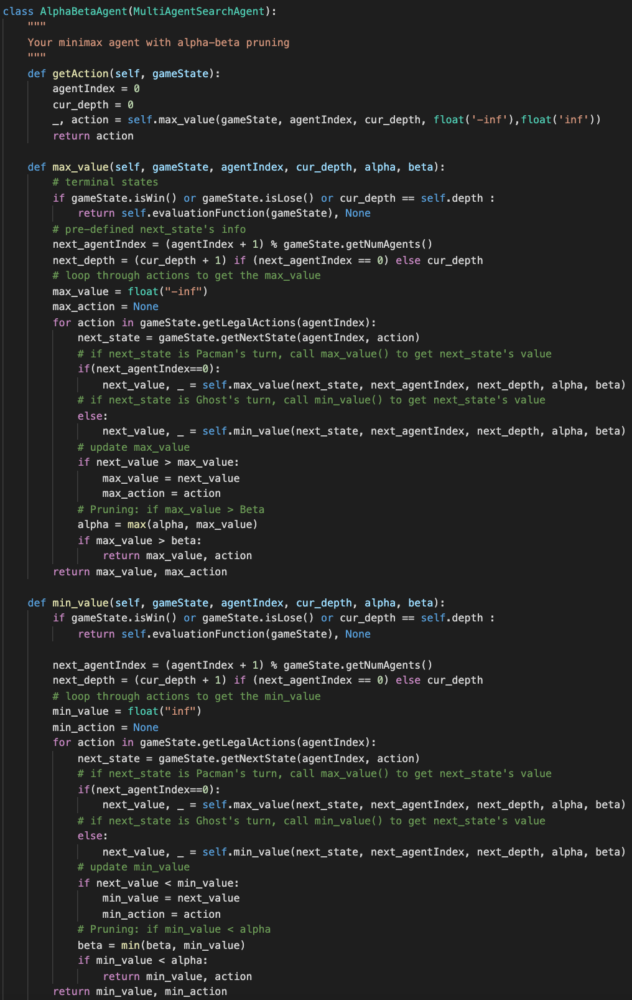 class AlphaBetaAgent(MultiAgentSearchAgent):
    """
    Your minimax agent with alpha-beta pruning
    """
    def getAction(self, gameState):
        agentIndex = 0
        cur_depth = 0
        _, action = self.max_value(gameState, agentIndex, cur_depth, float('-inf'),float('inf'))
        return action

    def max_value(self, gameState, agentIndex, cur_depth, alpha, beta):
        # terminal states
        if gameState.isWin() or gameState.isLose() or cur_depth == self.depth :
            return self.evaluationFunction(gameState), None
        # pre-defined next_state's info
        next_agentIndex = (agentIndex + 1) % gameState.getNumAgents()
        next_depth = (cur_depth + 1) if (next_agentIndex == 0) else cur_depth
        # loop through actions to get the max_value
        max_value = float("-inf")
        max_action = None
        for action in gameState.getLegalActions(agentIndex):
            next_state = gameState.getNextState(agentIndex, action)
            # if next_state is Pacman's turn, call max_value() to get next_state's value
            if(next_agentIndex==0):
                next_value, _ = self.max_value(next_state, next_agentIndex, next_depth, alpha, beta)
            # if next_state is Ghost's turn, call min_value() to get next_state's value
            else:
                next_value, _ = self.min_value(next_state, next_agentIndex, next_depth, alpha, beta)
            # update max_value
            if next_value > max_value:
                max_value = next_value
                max_action = action
            # Pruning: if max_value > Beta
            alpha = max(alpha, max_value)
            if max_value > beta:
                return max_value, action
        return max_value, max_action

    def min_value(self, gameState, agentIndex, cur_depth, alpha, beta):
        if gameState.isWin() or gameState.isLose() or cur_depth == self.depth :
            return self.evaluationFunction(gameState), None

        next_agentIndex = (agentIndex + 1) % gameState.getNumAgents()
        next_depth = (cur_depth + 1) if (next_agentIndex == 0) else cur_depth
        # loop through actions to get the min_value
        min_value = float("inf")
        min_action = None
        for action in gameState.getLegalActions(agentIndex):
            next_state = gameState.getNextState(agentIndex, action)
            # if next_state is Pacman's turn, call max_value() to get next_state's value
            if(next_agentIndex==0):
                next_value, _ = self.max_value(next_state, next_agentIndex, next_depth, alpha, beta)
            # if next_state is Ghost's turn, call min_value() to get next_state's value
            else:
                next_value, _ = self.min_value(next_state, next_agentIndex, next_depth, alpha, beta)
            # update min_value
            if next_value < min_value:
                min_value = next_value
                min_action = action
            # Pruning: if min_value < alpha
            beta = min(beta, min_value)
            if min_value < alpha:
                return min_value, action
        return min_value, min_action